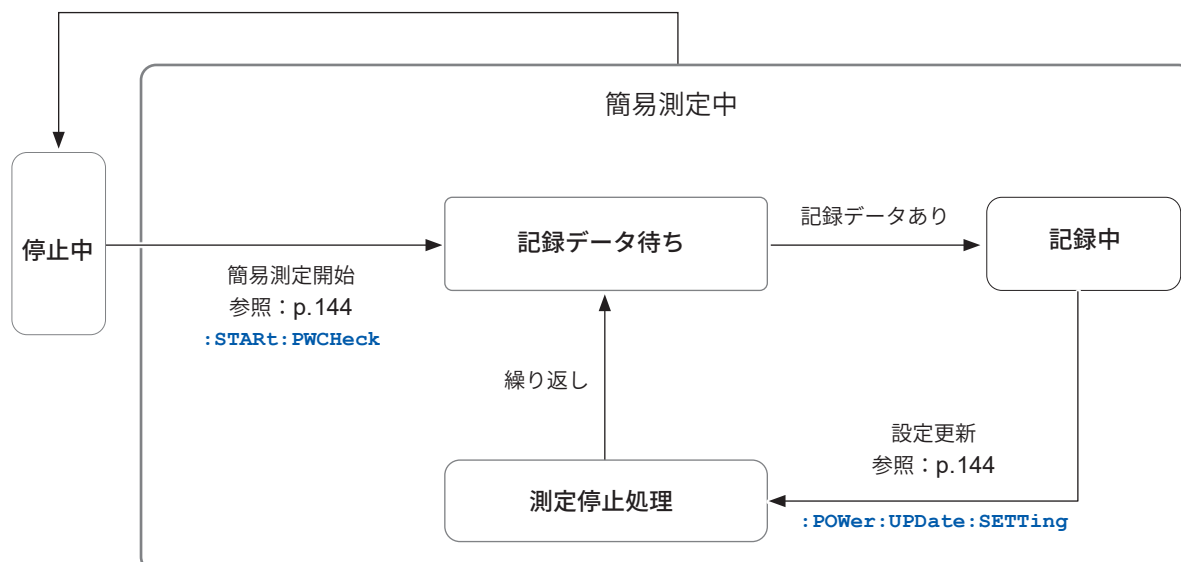 簡易測定中
停止中
簡易測定開始
参照：p.144
:STARt:PWCHeck
記録データ待ち
記録データあり
記録中
繰り返し
設定更新
参照：p.144
:POWer:UPDate:SETTing
測定停止処理